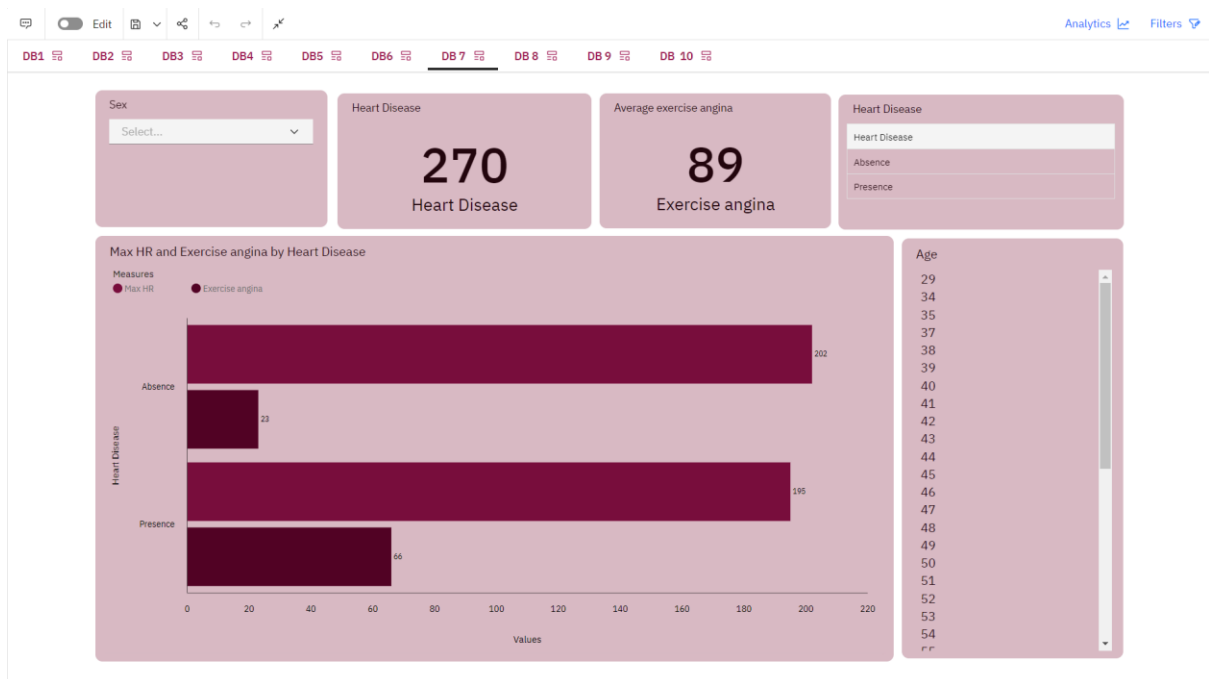 Edit
Analytics Filters
DB1 DB2 DB3 DB4 DB5 DB6 DB 7 DB 8 DB 9 DB 10
Sex
Select...
Heart Disease
270
Heart Disease
Average exercise angina
89
Exercise angina
Heart Disease
Heart Disease
Absence
Presence
Max HR and Exercise angina by Heart Disease
Measures
Max HR Exercise angina
Heart Disease
Absence
202
23
Presence
195
66
0 20 40 60 80 100 120 140 160 180 200 220
Values
Age
29
34
35
37
38
39
40
41
42
43
44
45
46
47
48
49
50
51
52
53
54